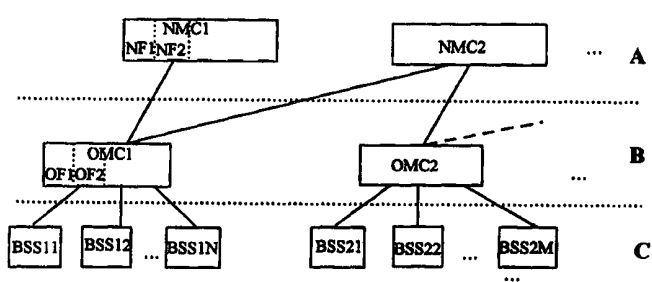 NMC1
NF1 NF2
NMC2
... A
OMC1
OF1 OF2
OMC2
... B
BSS11 BSS12 ... BSS1N BSS21 BSS22 ... BSS2M C
...